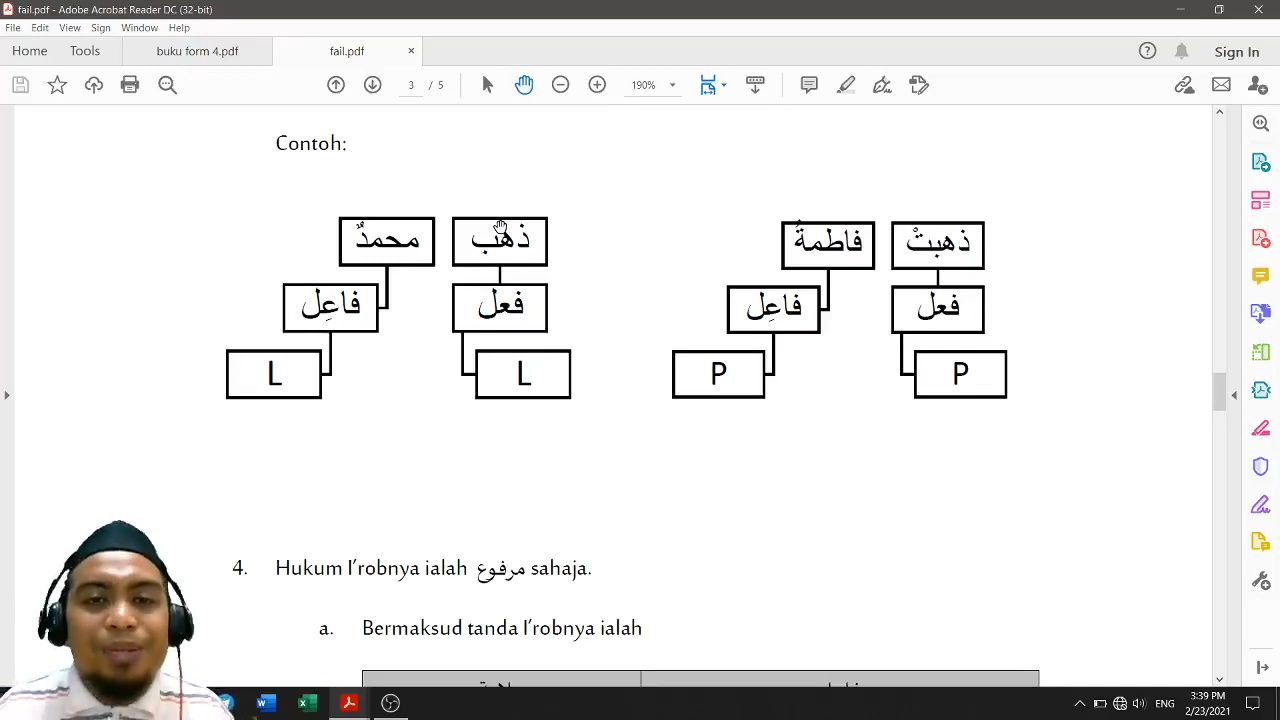 fail.pdf - Adobe Acrobat Reader DC (32-bit)
File Edit View Sign Window Help
Home Tools buku form 4.pdf fail.pdf × Sign In
3 / 5 190%
Contoh:
ذهبتْ فاطمةُ
فعل فاعِل
P P
ذهب محمدٌ
فعل فاعِل
L L
4. Hukum I'robnya ialah مرفوع sahaja.
a. Bermaksud tanda I'robnya ialah
ENG
3:39 PM
2/23/2021